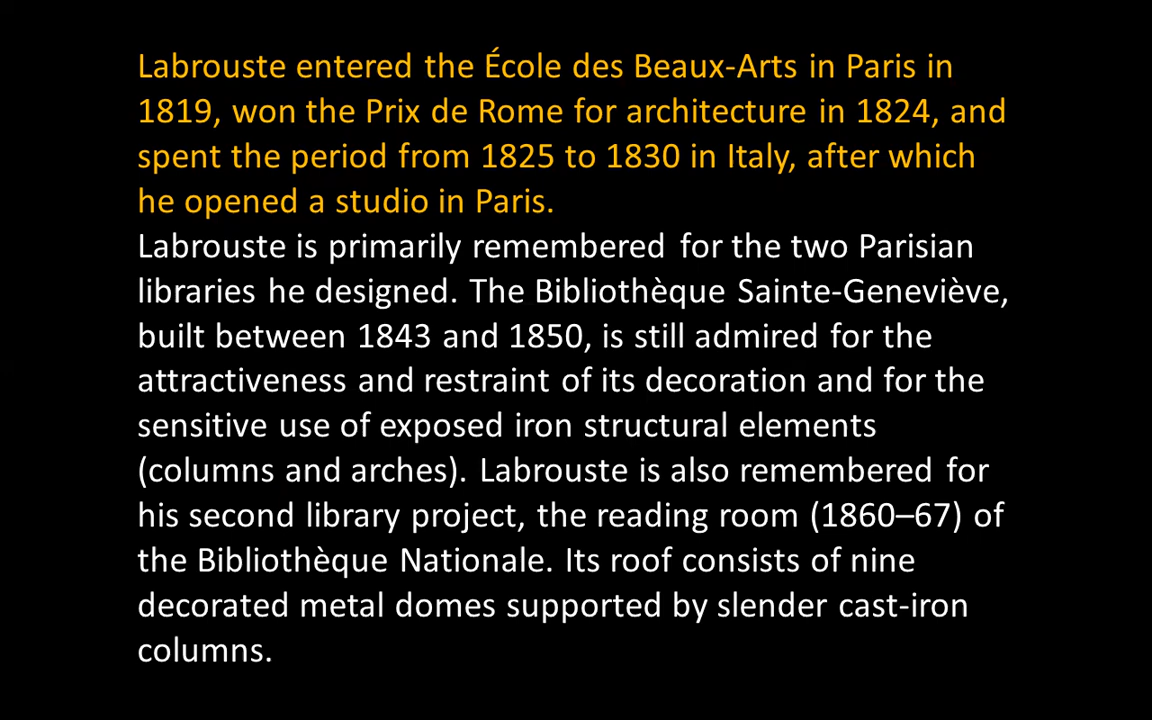 Labrouste entered the École des Beaux-Arts in Paris in
1819, won the Prix de Rome for architecture in 1824, and
spent the period from 1825 to 1830 in Italy, after which
he opened a studio in Paris.
Labrouste is primarily remembered for the two Parisian
libraries he designed. The Bibliothèque Sainte-Geneviève,
built between 1843 and 1850, is still admired for the
attractiveness and restraint of its decoration and for the
sensitive use of exposed iron structural elements
(columns and arches). Labrouste is also remembered for
his second library project, the reading room (1860–67) of
the Bibliothèque Nationale. Its roof consists of nine
decorated metal domes supported by slender cast-iron
columns.